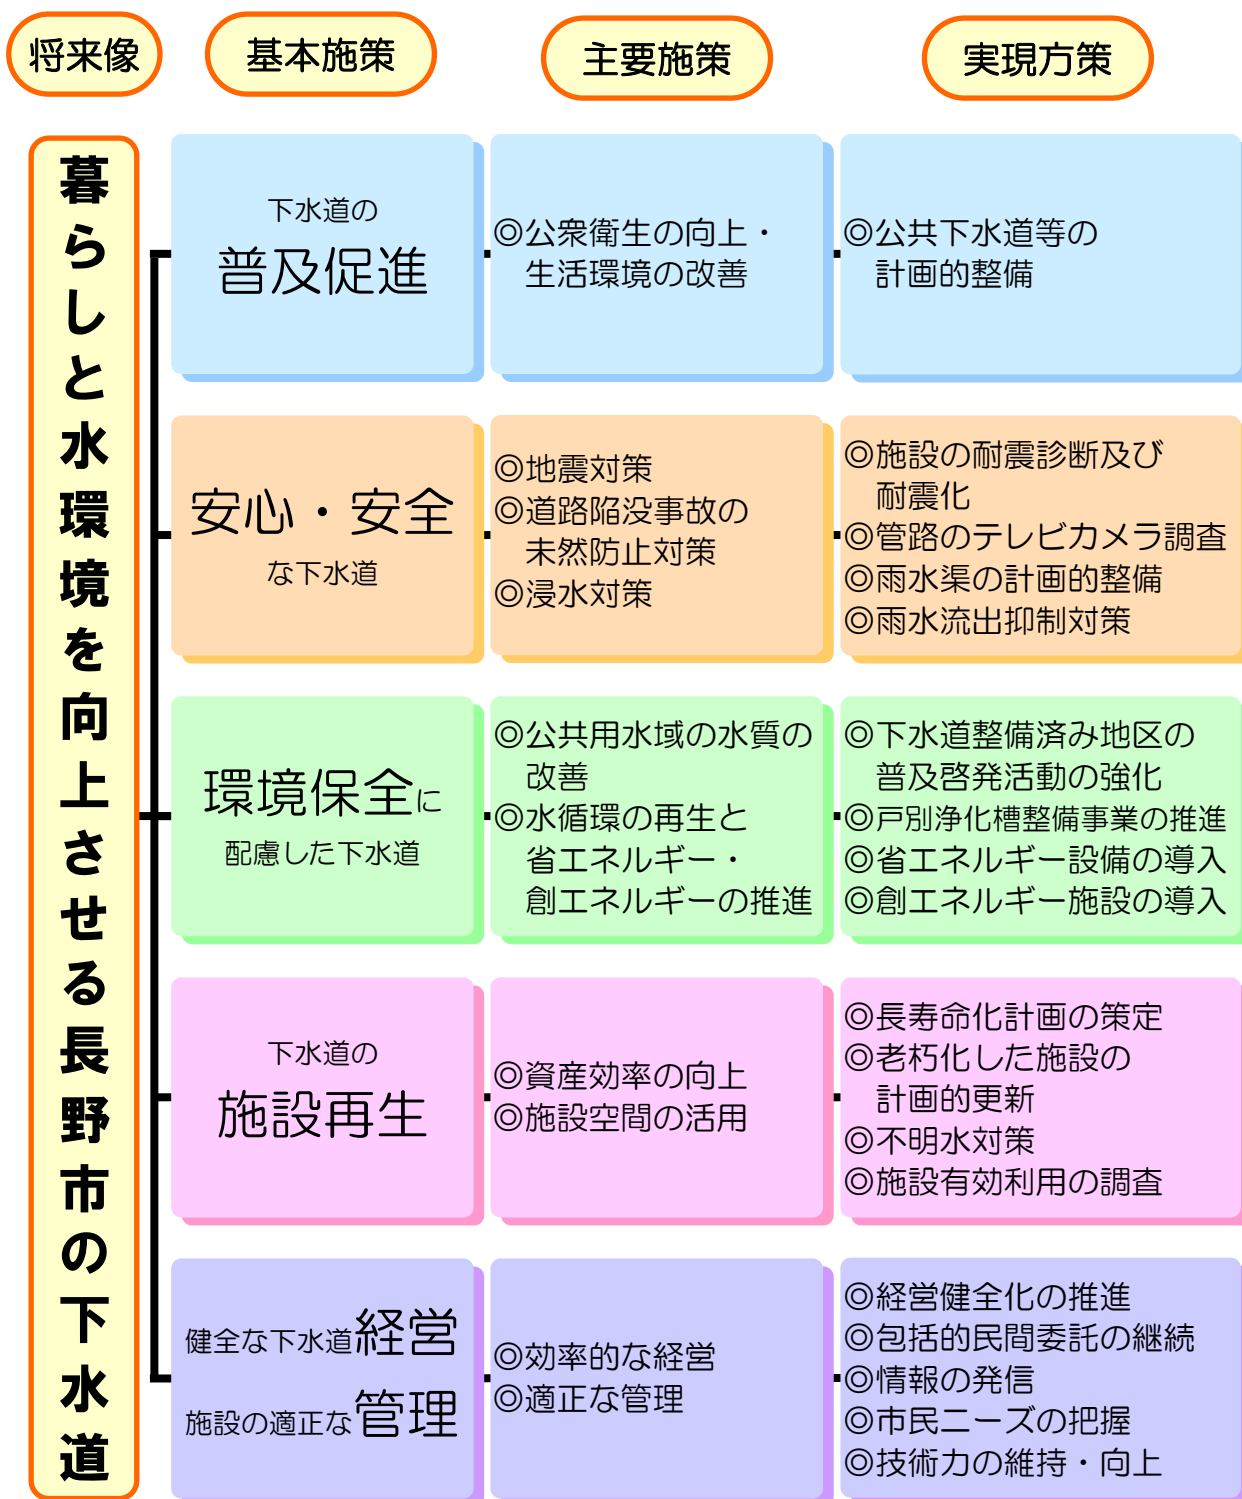 将来像
基本施策
主要施策
実現方策
暮らしと水環境を向上させる長野市の下水道
下水道の
普及促進
◎公衆衛生の向上・
生活環境の改善
◎公共下水道等の
計画的整備
安心・安全
な下水道
◎地震対策
◎道路陥没事故の
未然防止対策
◎浸水対策
◎施設の耐震診断及び
耐震化
◎管路のテレビカメラ調査
◎雨水渠の計画的整備
◎雨水流出抑制対策
環境保全に
配慮した下水道
◎公共用水域の水質の
改善
◎水循環の再生と
省エネルギー・
創エネルギーの推進
◎下水道整備済み地区の
普及啓発活動の強化
◎戸別浄化槽整備事業の推進
◎省エネルギー設備の導入
◎創エネルギー施設の導入
下水道の
施設再生
◎資産効率の向上
◎施設空間の活用
◎長寿命化計画の策定
◎老朽化した施設の
計画的更新
◎不明水対策
◎施設有効利用の調査
健全な下水道経営
施設の適正な管理
◎効率的な経営
◎適正な管理
◎経営健全化の推進
◎包括的民間委託の継続
◎情報の発信
◎市民ニーズの把握
◎技術力の維持・向上